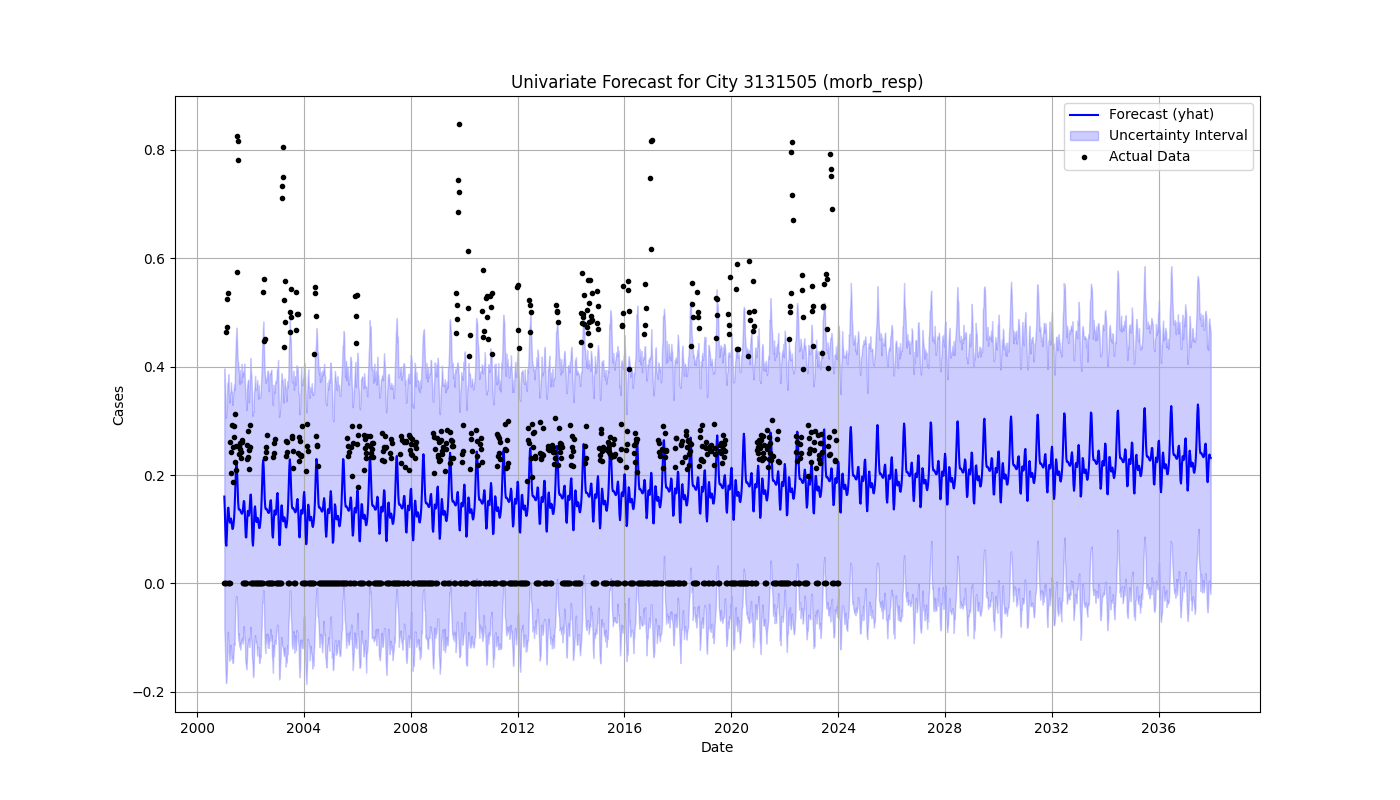 Univariate Forecast for City 3131505 (morb_resp)
Forecast (yhat)
Uncertainty Interval
Actual Data
Cases
0.8
0.6
0.4
0.2
0.0
−0.2
2000 2004 2008 2012 2016 2020 2024 2028 2032 2036
Date